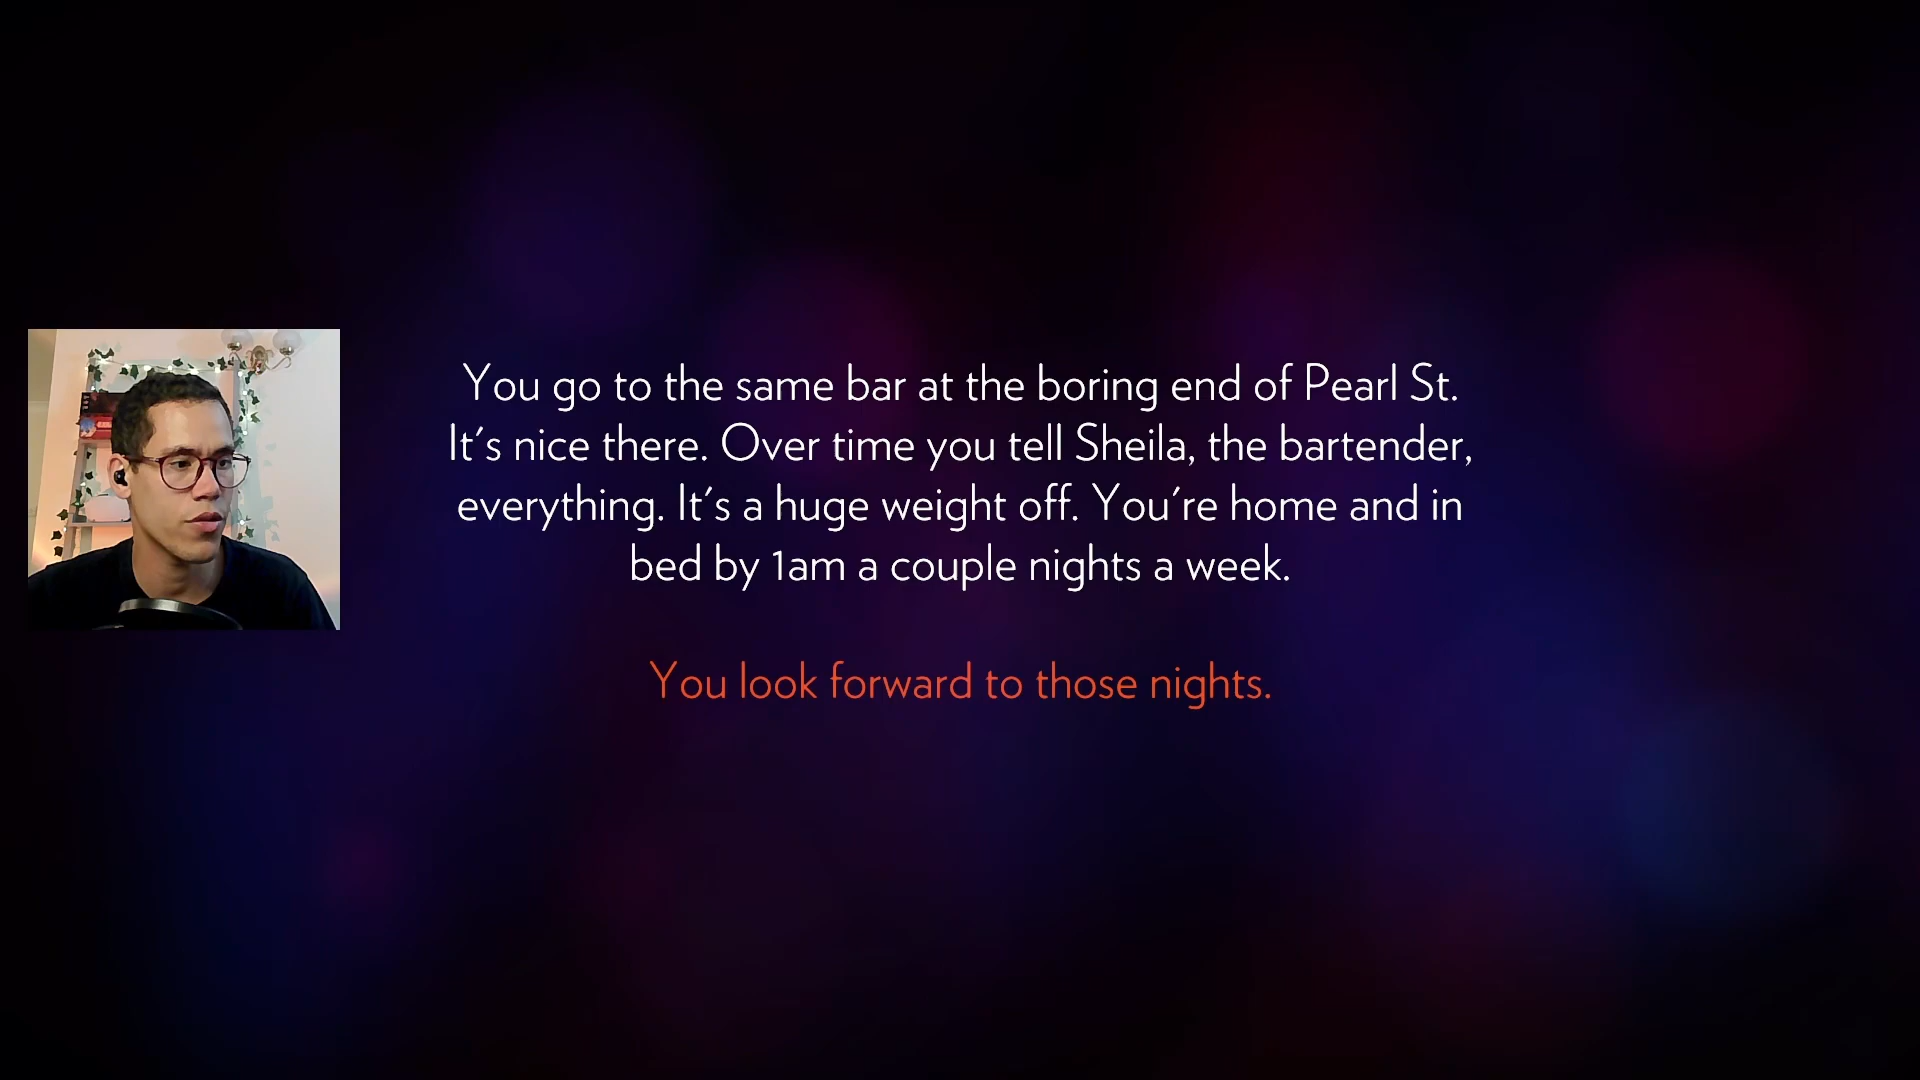 You go to the same bar at the boring end of Pearl St.
It's nice there. Over time you tell Sheila, the bartender,
everything. It's a huge weight off. You're home and in
bed by 1am a couple nights a week.
You look forward to those nights.